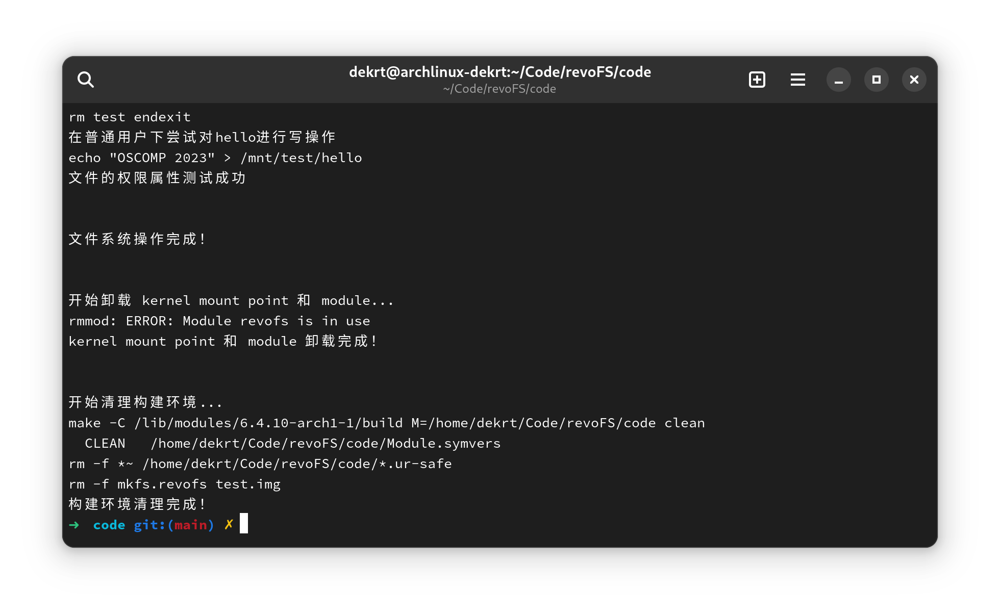 dekrt@archlinux-dekrt:~/Code/revoFS/code
~/Code/revoFS/code
rm test endexit
在普通用户下尝试对hello进行写操作
echo "OSCOMP 2023" > /mnt/test/hello
文件的权限属性测试成功
文件系统操作完成！
开始卸载 kernel mount point 和 module...
rmmod: ERROR: Module revofs is in use
kernel mount point 和 module 卸载完成！
开始清理构建环境...
make -C /lib/modules/6.4.10-arch1-1/build M=/home/dekrt/Code/revoFS/code clean
  CLEAN   /home/dekrt/Code/revoFS/code/Module.symvers
rm -f *~ /home/dekrt/Code/revoFS/code/*.ur-safe
rm -f mkfs.revofs test.img
构建环境清理完成！
➜  code git:(main) ✗